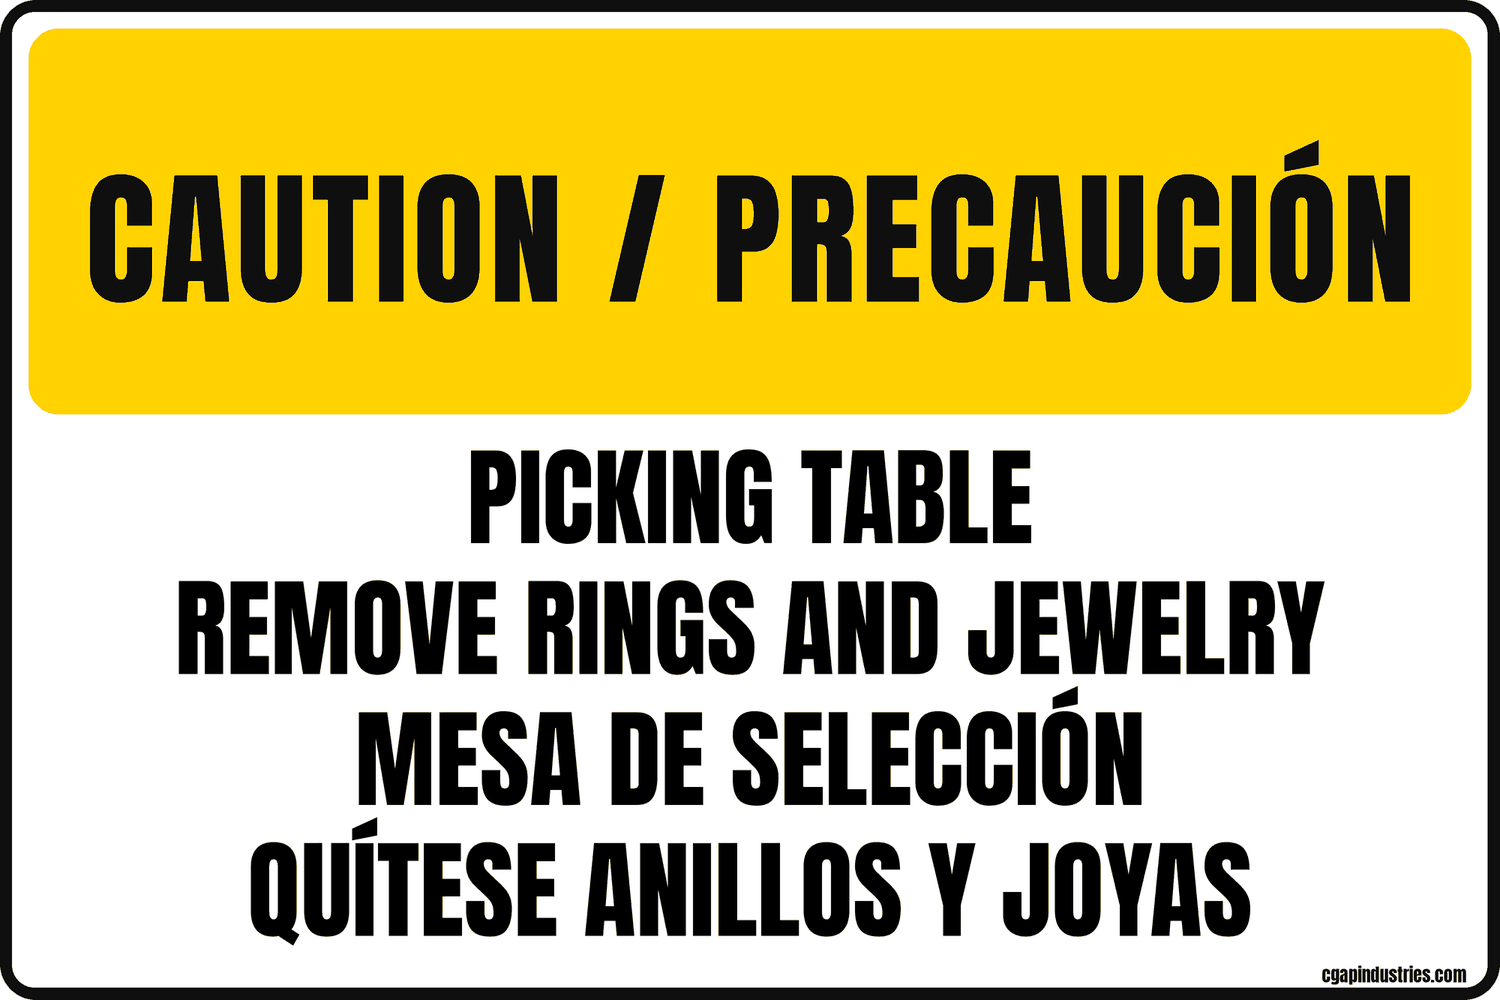 CAUTION / PRECAUCIÓN
PICKING TABLE
REMOVE RINGS AND JEWELRY
MESA DE SELECCIÓN
QUÍTESE ANILLOS Y JOYAS
cgapindustries.com